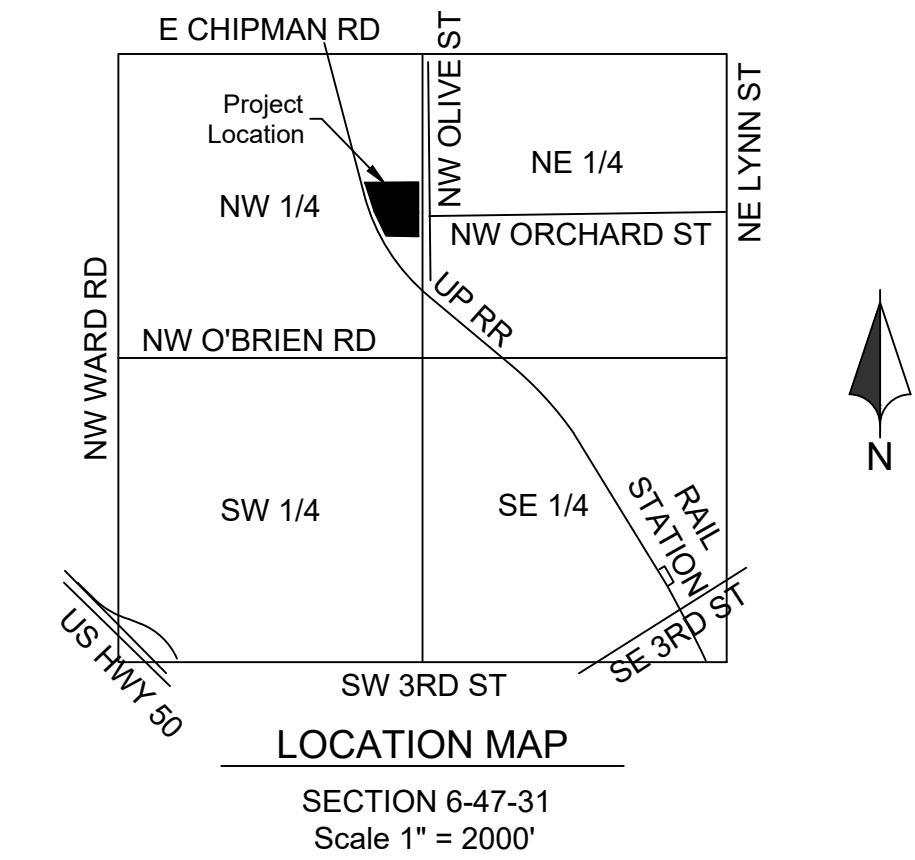 E CHIPMAN RD
NW OLIVE ST
NE LYNN ST
Project
Location
NE 1/4
NW 1/4
NW ORCHARD ST
NW WARD RD
UP RR
NW O'BRIEN RD
N
SW 1/4
SE 1/4
RAIL
STATION
US HWY 50
SE 3RD ST
SW 3RD ST
LOCATION MAP
SECTION 6-47-31
Scale 1" = 2000'